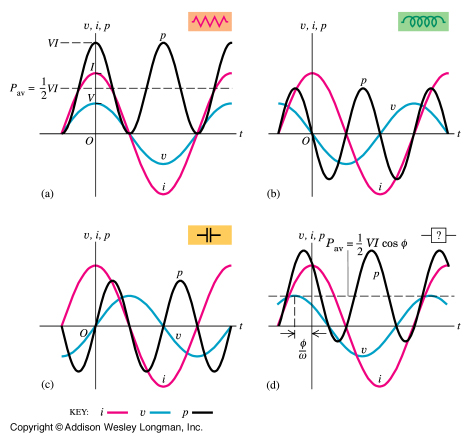 v, i, p
VI
p
I
P_av = 1/2 VI
V
O
t
v
(a)
i
v, i, p
p
O
t
v
(b)
i
v, i, p
p
O
t
v
(c)
i
v, i, p
?
P_av = 1/2 VI cos ϕ
p
t
ϕ/ω
v
(d)
i
KEY: i v p
Copyright © Addison Wesley Longman, Inc.